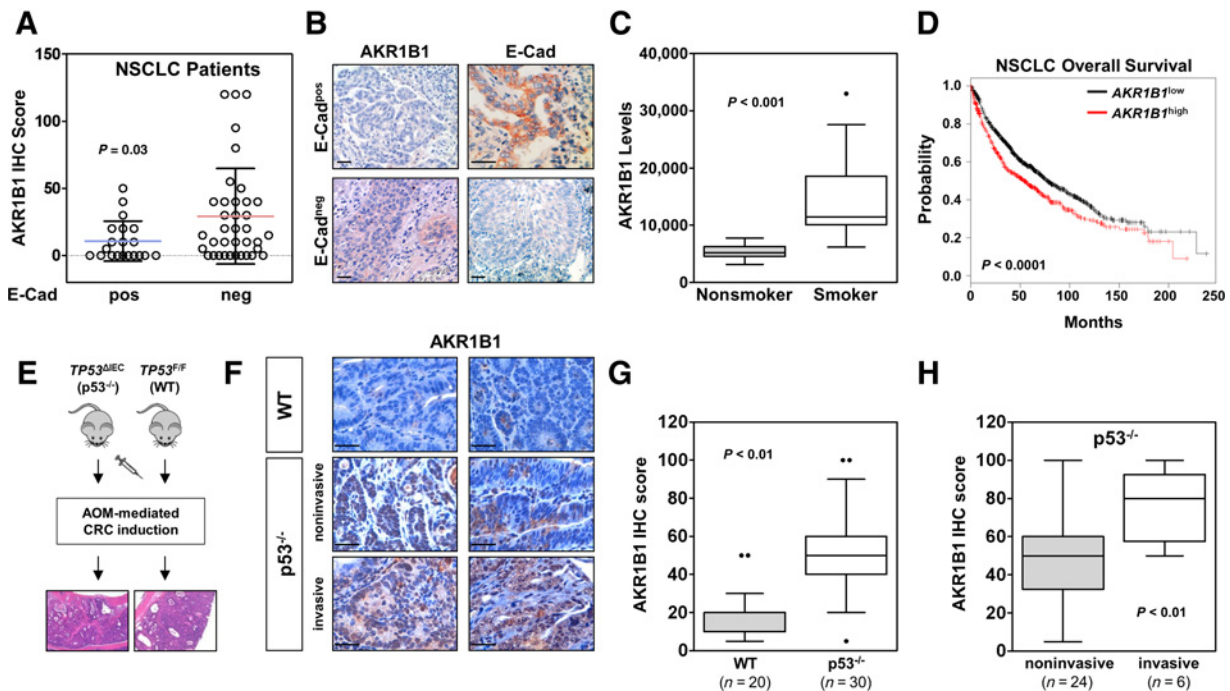 A
NSCLC Patients
AKR1B1 IHC Score
150
100
50
0
P = 0.03
E-Cad
pos
neg
B
AKR1B1
E-Cad
E-Cadpos
E-Cadneg
C
AKR1B1 Levels
40,000
30,000
20,000
10,000
0
P < 0.001
Nonsmoker
Smoker
D
NSCLC Overall Survival
AKR1B1low
AKR1B1high
Probability
1.0
0.8
0.6
0.4
0.2
0.0
P < 0.0001
0
50
100
150
200
250
Months
E
TP53ΔIEC
(p53-/-)
TP53F/F
(WT)
AOM-mediated
CRC induction
F
AKR1B1
WT
p53-/-
noninvasive
invasive
G
AKR1B1 IHC score
120
100
80
60
40
20
0
P < 0.01
WT
(n = 20)
p53-/-
(n = 30)
H
p53-/-
AKR1B1 IHC score
120
100
80
60
40
20
0
P < 0.01
noninvasive
(n = 24)
invasive
(n = 6)